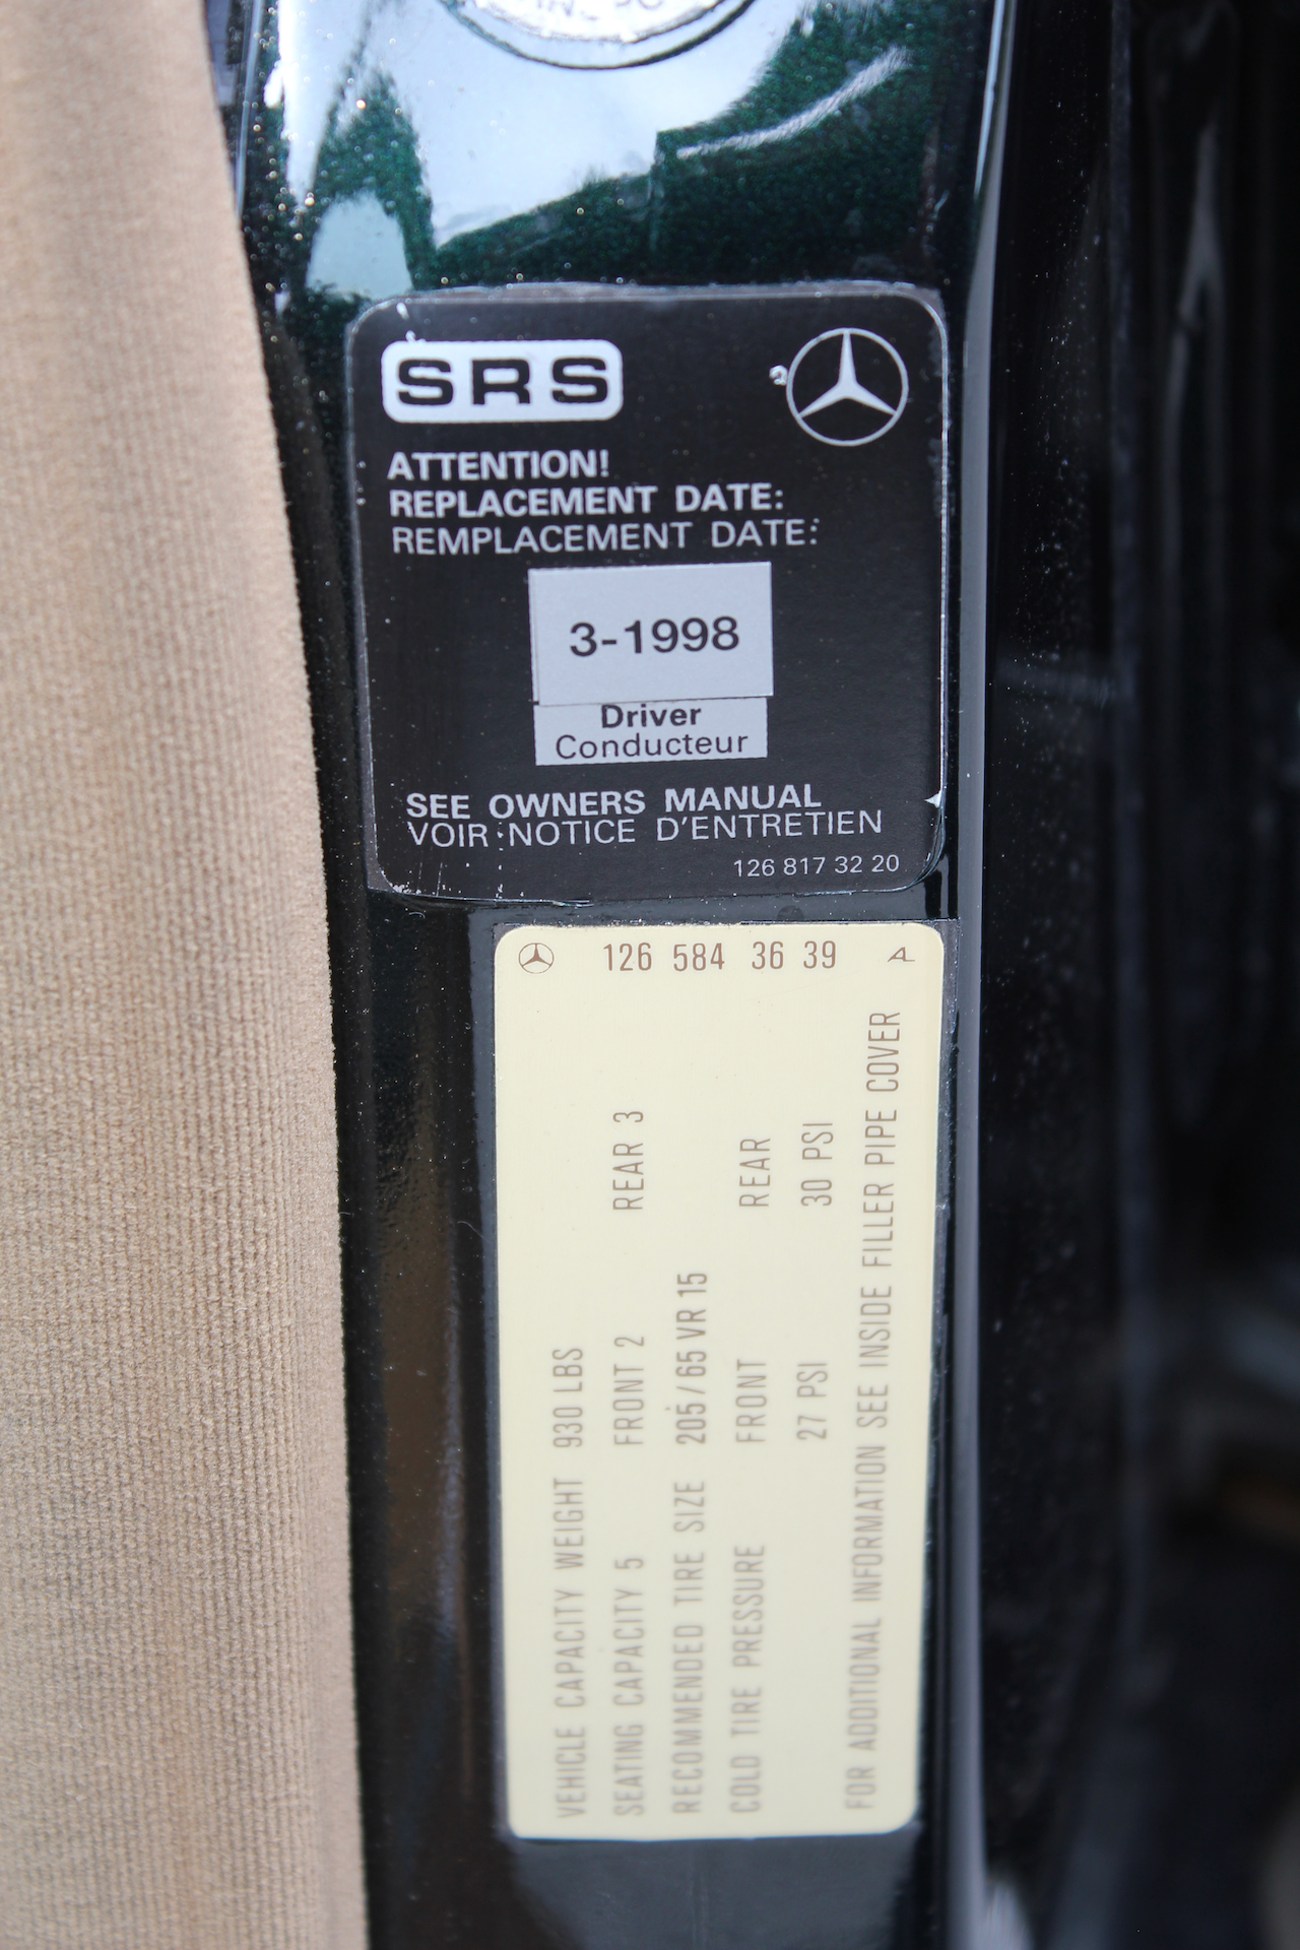 SRS
ATTENTION!
REPLACEMENT DATE:
REMPLACEMENT DATE:
3-1998
Driver
Conducteur
SEE OWNERS MANUAL
VOIR NOTICE D'ENTRETIEN
126 817 32 20
126 584 36 39 A
VEHICLE CAPACITY WEIGHT 930 LBS
SEATING CAPACITY 5 FRONT 2 REAR 3
RECOMMENDED TIRE SIZE 205/65 VR 15
COLD TIRE PRESSURE FRONT REAR
27 PSI 30 PSI
FOR ADDITIONAL INFORMATION SEE INSIDE FILLER PIPE COVER